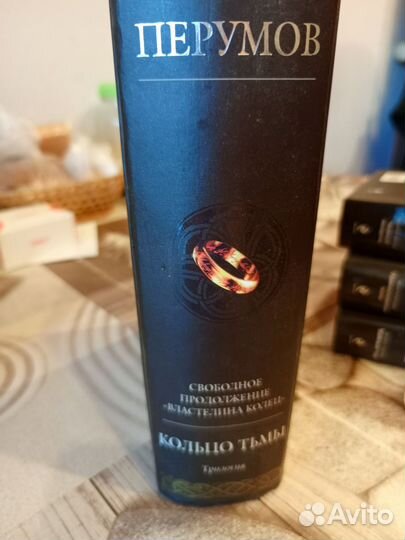 ПЕРУМОВ
СВОБОДНОЕ
ПРОДОЛЖЕНИЕ
«ВЛАСТЕЛИНА КОЛЕЦ»
КОЛЬЦО ТЬМЫ
Трилогия
Avito